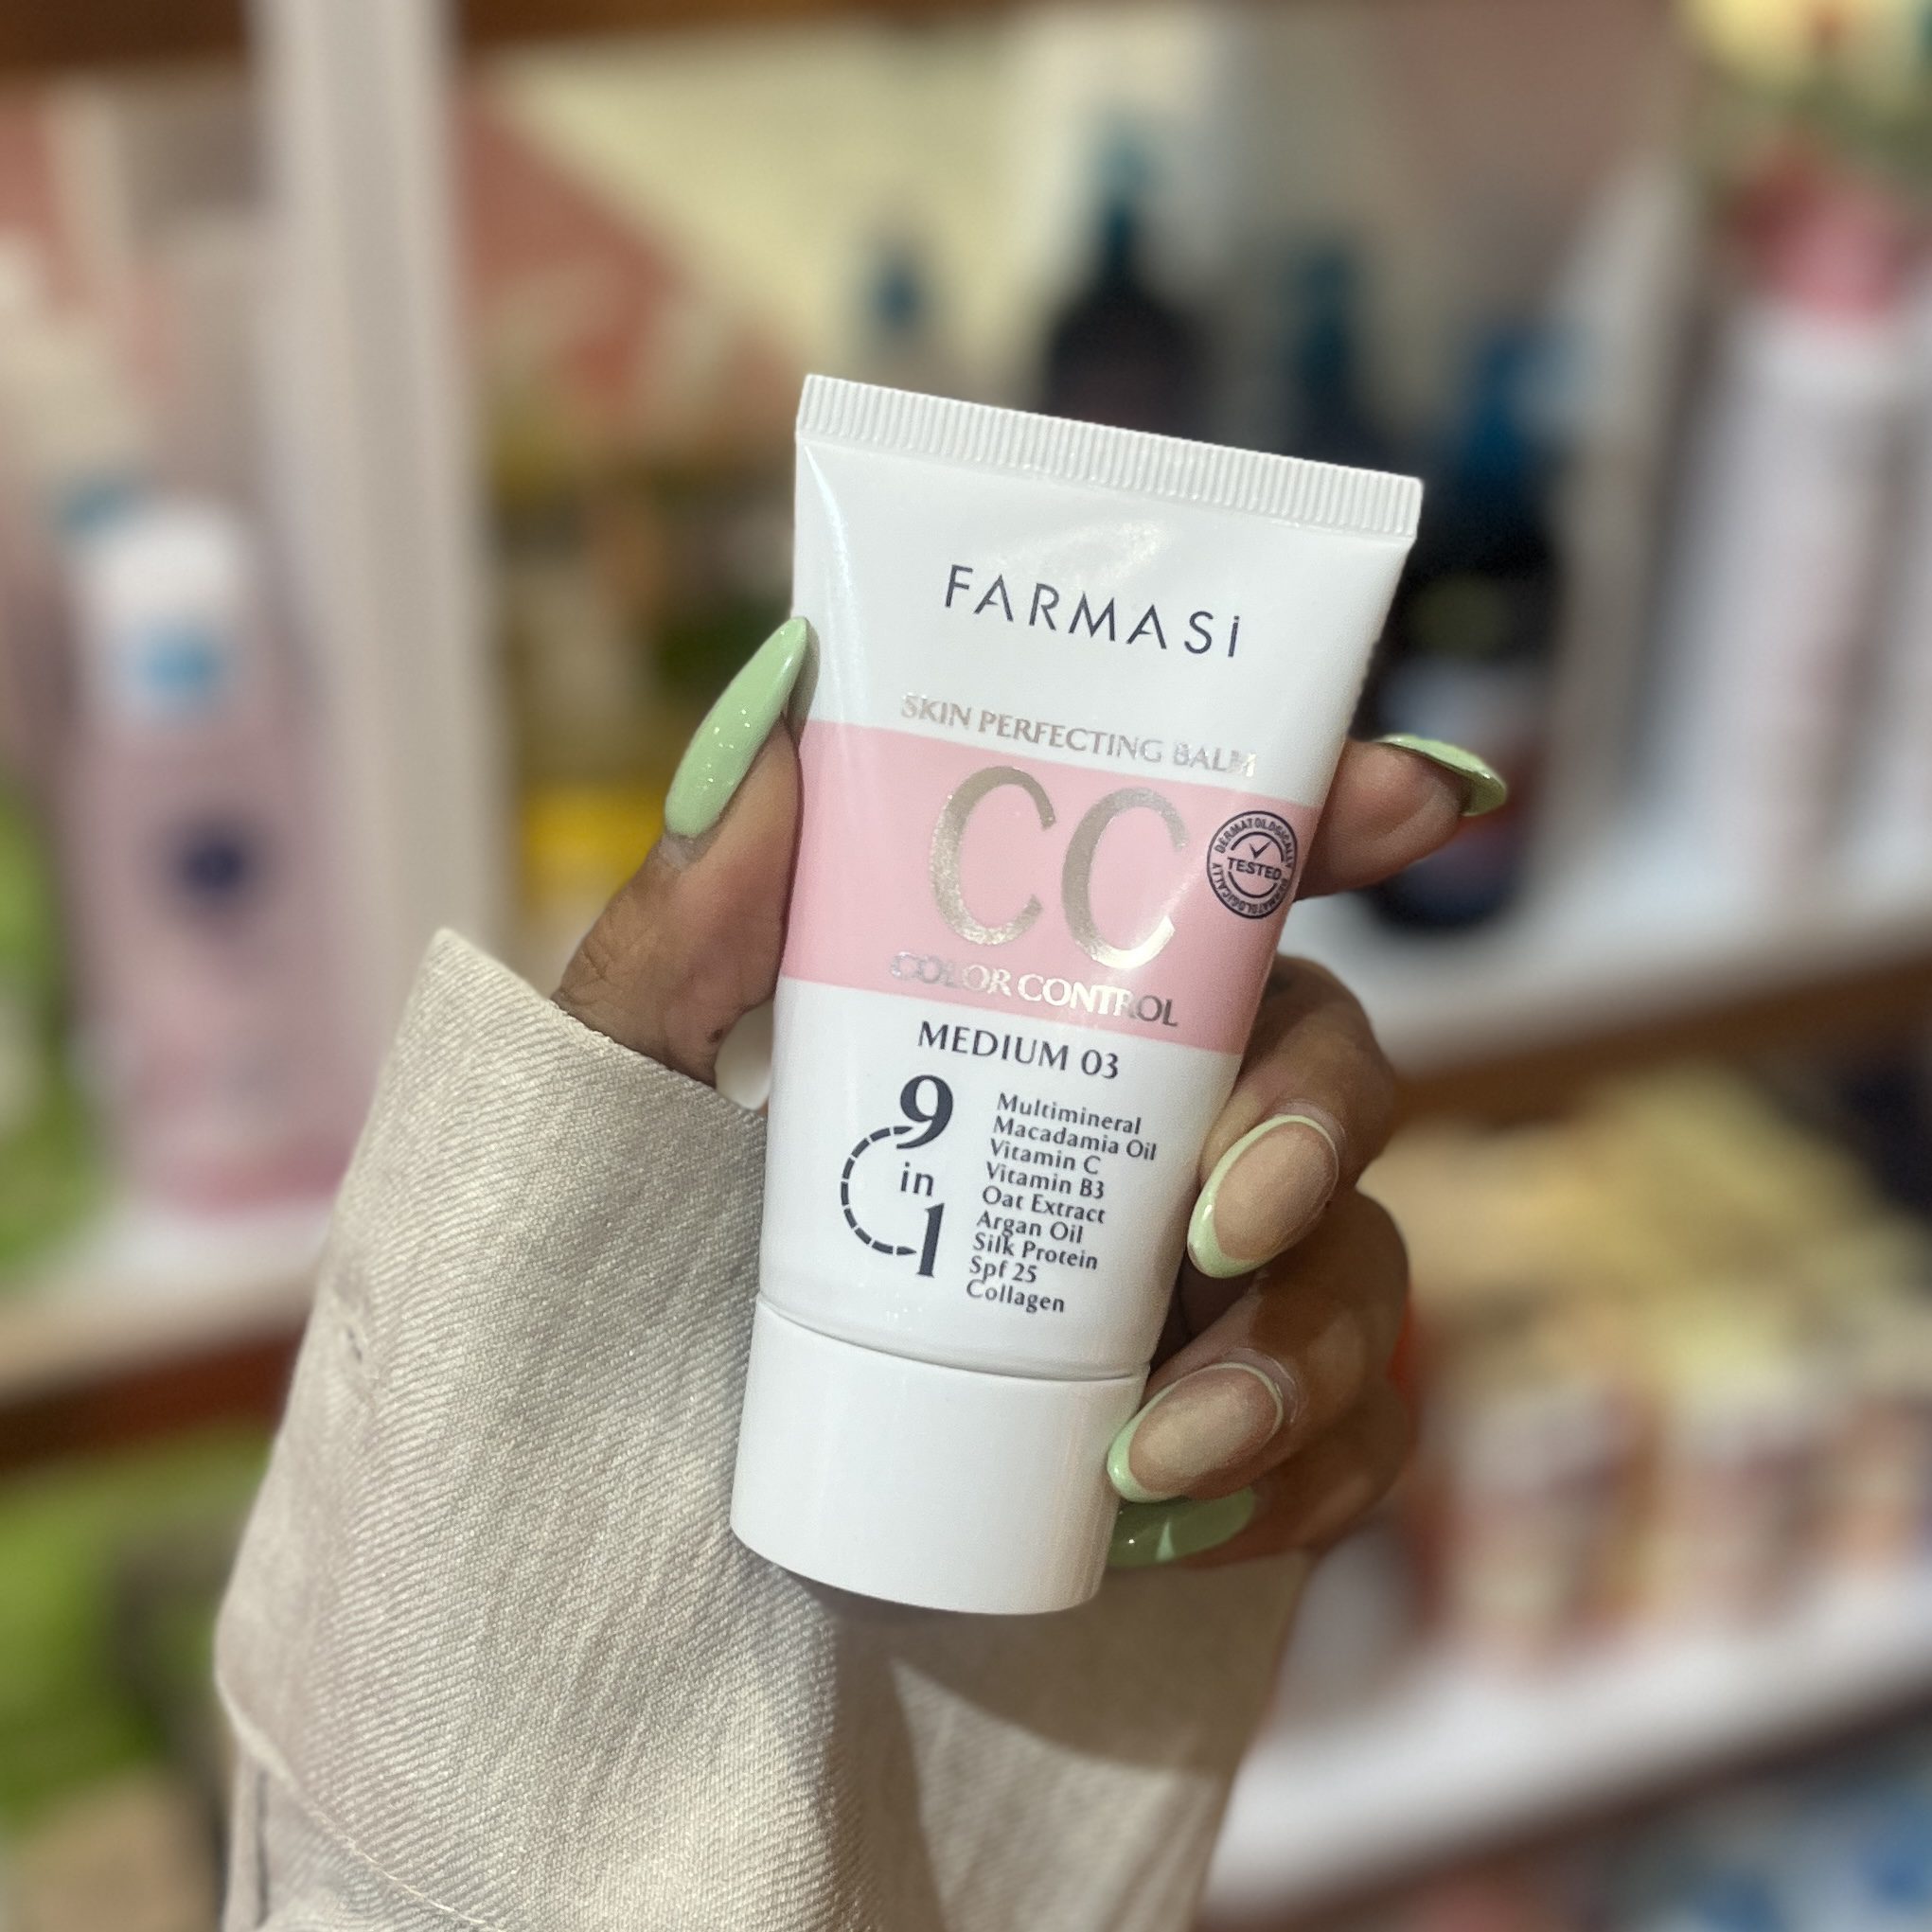 FARMASİ
SKIN PERFECTING BALM
CC
DERMATOLOGICALLY
TESTED
DERMATOLOGICALLY
COLOR CONTROL
MEDIUM 03
9
in
1
Multimineral
Macadamia Oil
Vitamin C
Vitamin B3
Oat Extract
Argan Oil
Silk Protein
Spf 25
Collagen